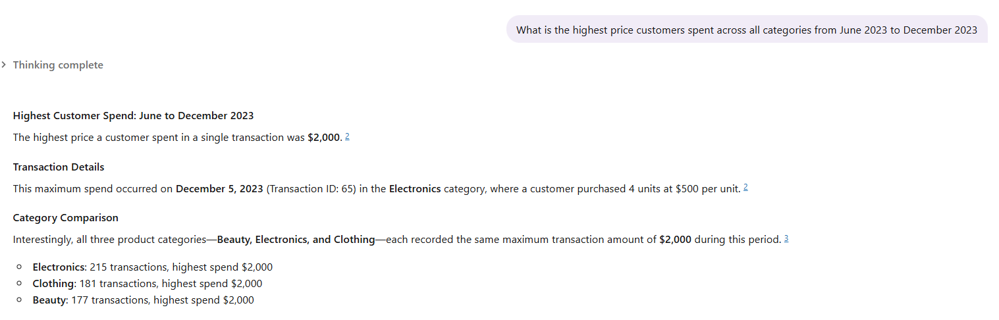 What is the highest price customers spent across all categories from June 2023 to December 2023
Thinking complete
Highest Customer Spend: June to December 2023
The highest price a customer spent in a single transaction was $2,000. 2
Transaction Details
This maximum spend occurred on December 5, 2023 (Transaction ID: 65) in the Electronics category, where a customer purchased 4 units at $500 per unit. 2
Category Comparison
Interestingly, all three product categories—Beauty, Electronics, and Clothing—each recorded the same maximum transaction amount of $2,000 during this period. 3
Electronics: 215 transactions, highest spend $2,000
Clothing: 181 transactions, highest spend $2,000
Beauty: 177 transactions, highest spend $2,000